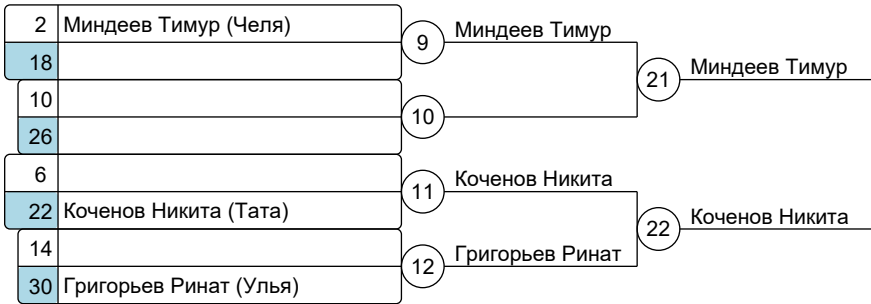 2 Миндеев Тимур (Челя)
9 Миндеев Тимур
18
21 Миндеев Тимур
10
10
26
6
11 Коченов Никита
22 Коченов Никита (Тата)
22 Коченов Никита
14
12 Григорьев Ринат
30 Григорьев Ринат (Улья)